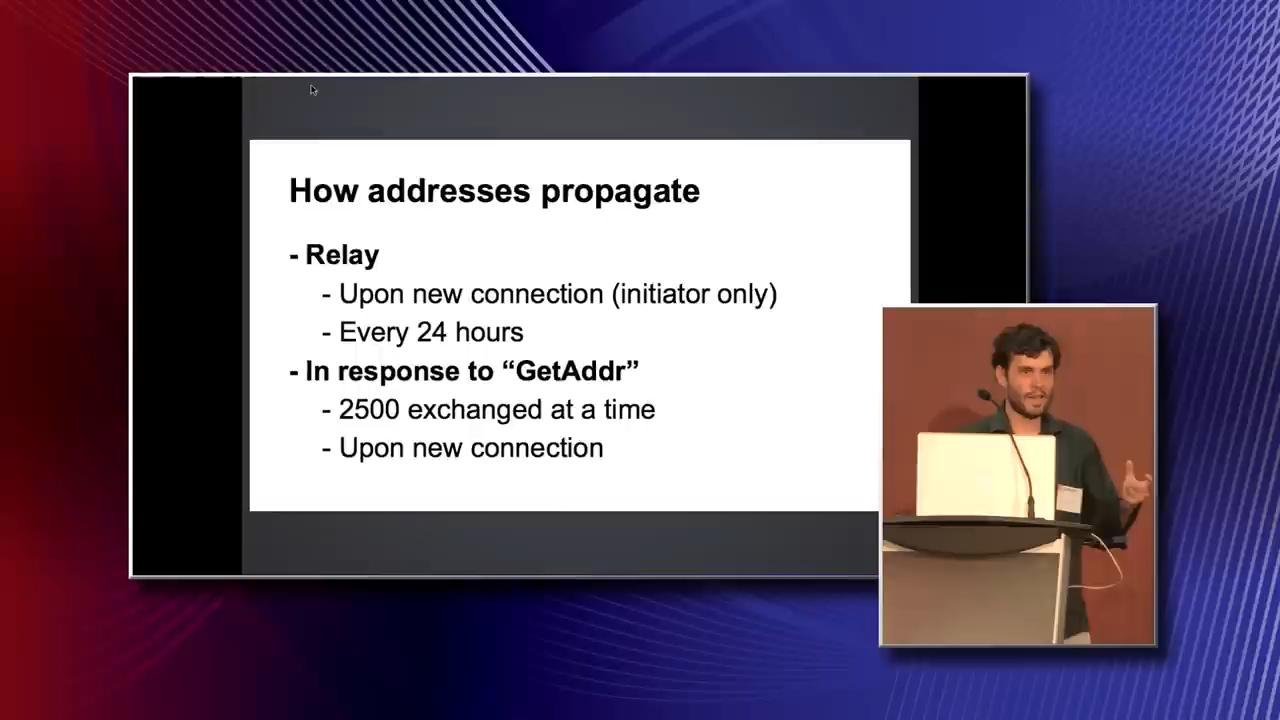 How addresses propagate
- Relay
- Upon new connection (initiator only)
- Every 24 hours
- In response to “GetAddr”
- 2500 exchanged at a time
- Upon new connection